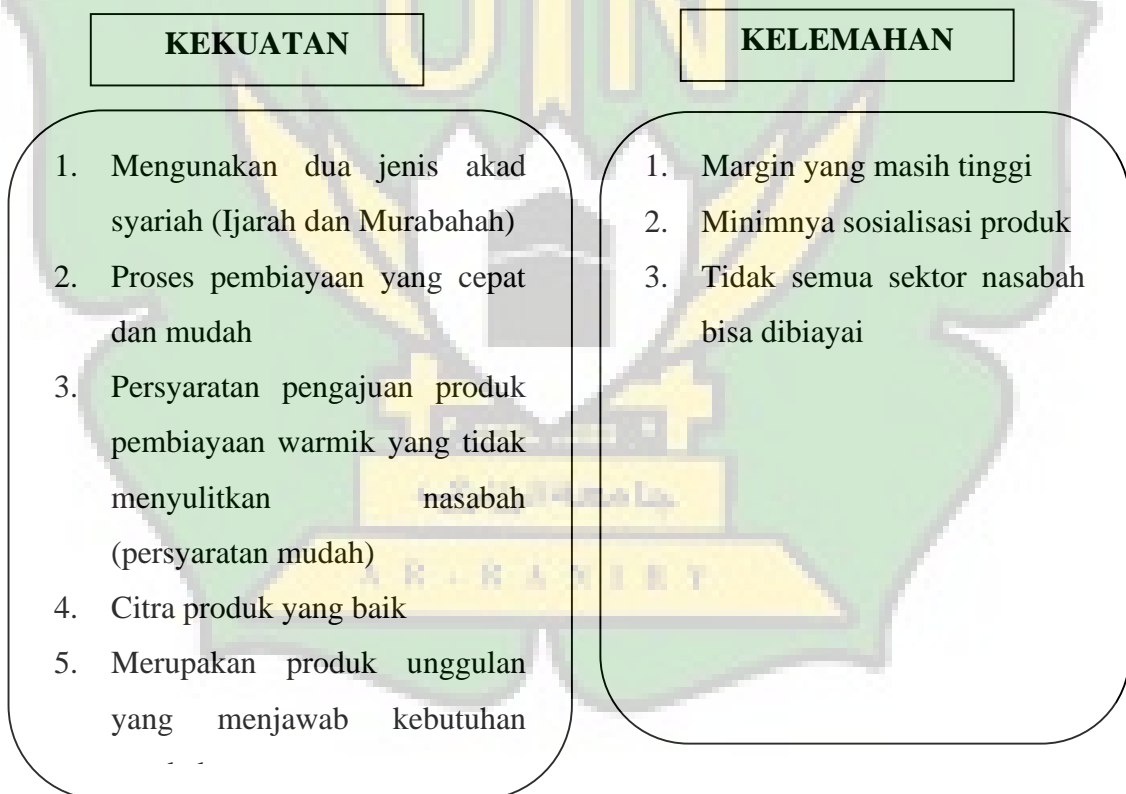 KEKUATAN
1. Mengunakan dua jenis akad
syariah (Ijarah dan Murabahah)
2. Proses pembiayaan yang cepat
dan mudah
3. Persyaratan pengajuan produk
pembiayaan warmik yang tidak
menyulitkan nasabah
(persyaratan mudah)
4. Citra produk yang baik
5. Merupakan produk unggulan
yang menjawab kebutuhan
KELEMAHAN
1. Margin yang masih tinggi
2. Minimnya sosialisasi produk
3. Tidak semua sektor nasabah
bisa dibiayai
UIN
AR-RANIRY